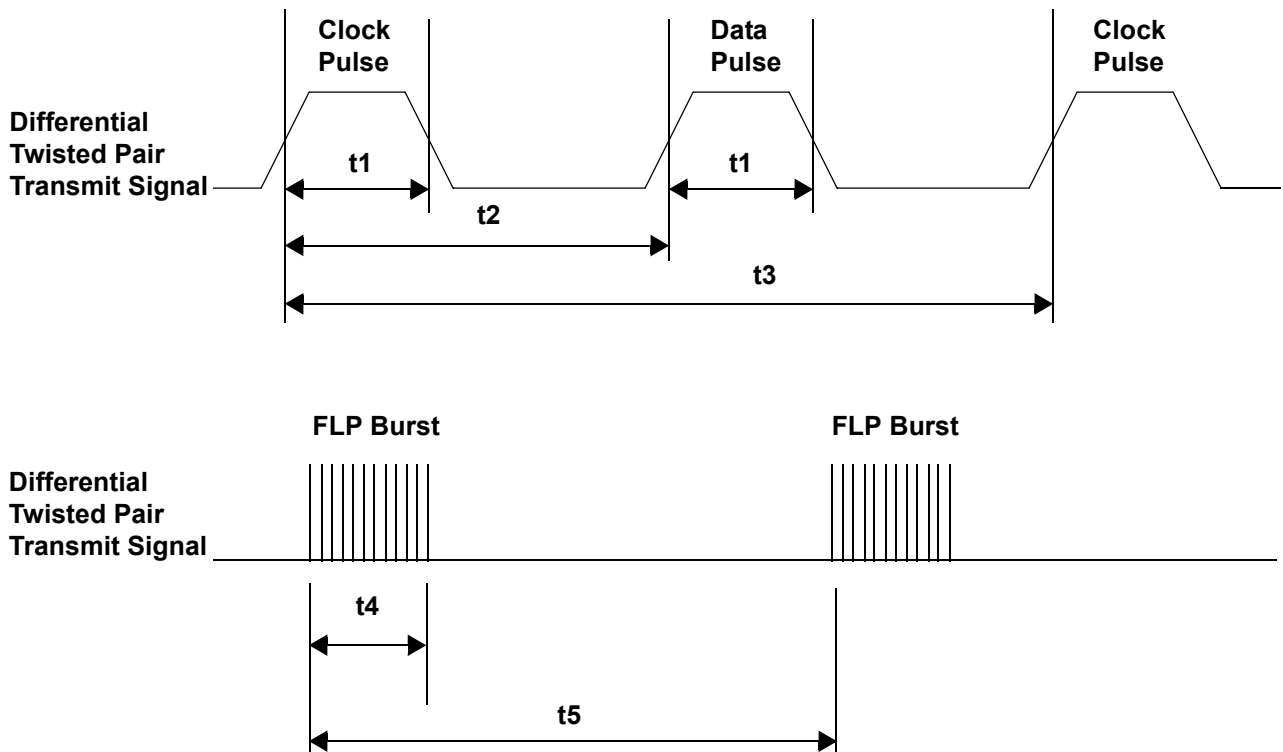 Clock
Pulse
Data
Pulse
Clock
Pulse
Differential
Twisted Pair
Transmit Signal
t1
t1
t2
t3
FLP Burst
FLP Burst
Differential
Twisted Pair
Transmit Signal
t4
t5